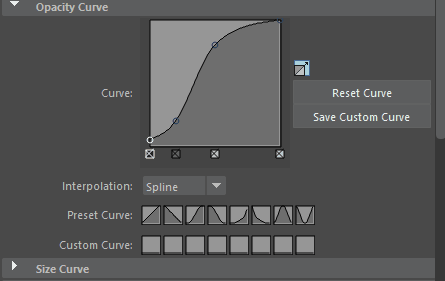 Opacity Curve
Curve:
Reset Curve
Save Custom Curve
Interpolation: Spline
Preset Curve:
Custom Curve:
Size Curve